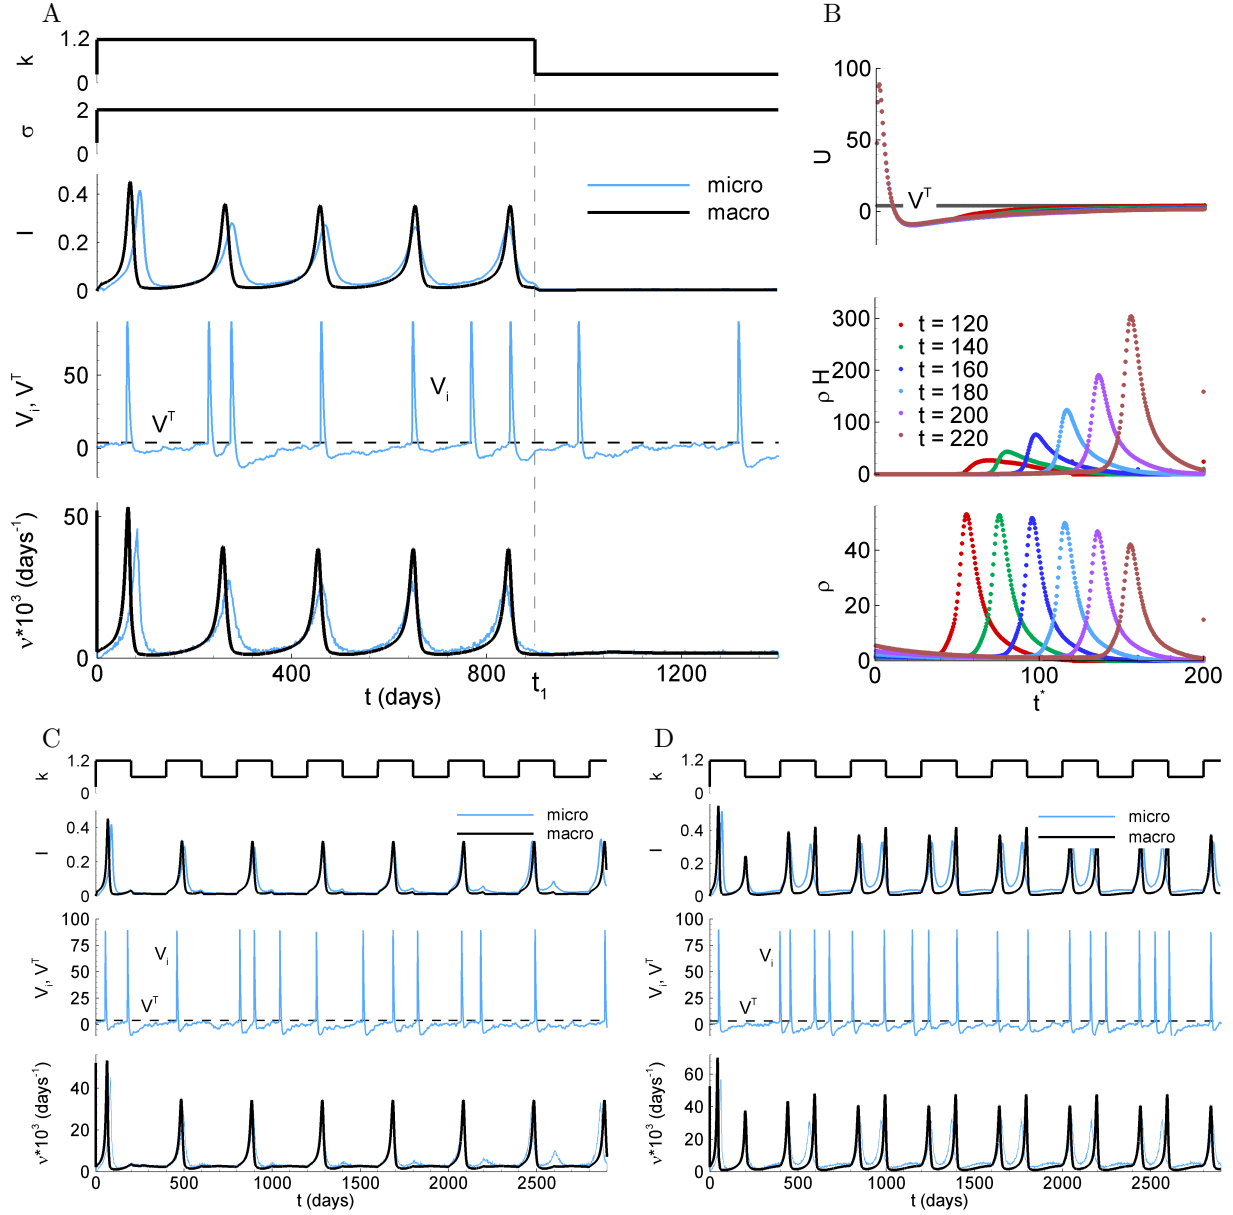 A
1.2
k
0
2
σ
0
micro
macro
0.4
I
0.2
0
50
V_i, V^T
V^T
V_i
0
50
ν*10^3 (days^-1)
0
0 400 800 t_1 1200
t (days)
B
100
50
U
V^T
0
300
200
ρ H
100
0
t = 120
t = 140
t = 160
t = 180
t = 200
t = 220
40
ρ
20
0
0 100 200
t^*
C
1.2
k
0
micro
macro
0.4
I
0.2
0
100
75
V_i, V^T
50
25
0
V_i
V^T
40
ν*10^3 (days^-1)
20
0
0 500 1000 1500 2000 2500
t (days)
D
1.2
k
0
micro
macro
0.4
I
0.2
0
100
75
V_i, V^T
50
25
0
V_i
V^T
60
40
ν*10^3 (days^-1)
20
0
0 500 1000 1500 2000 2500
t (days)